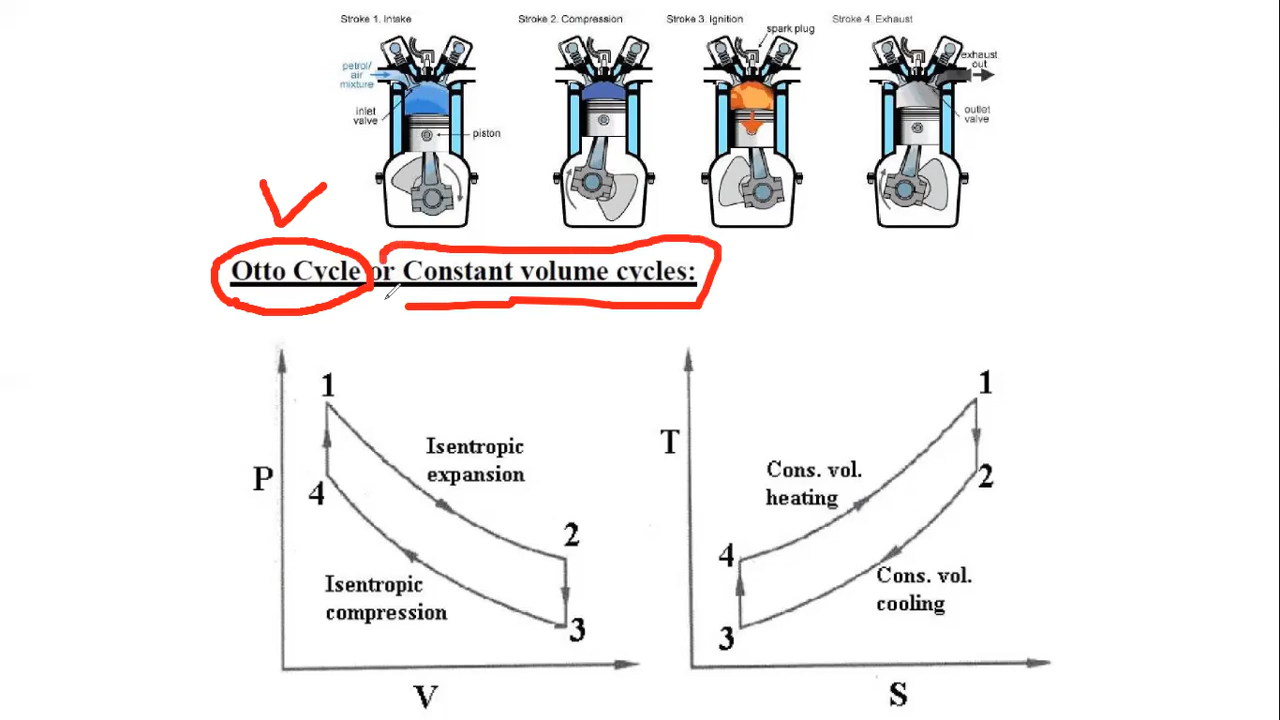 Stroke 1. Intake
Stroke 2. Compression
Stroke 3. Ignition
Stroke 4. Exhaust
spark plug
petrol/
air
mixture
exhaust
out
inlet
valve
piston
outlet
valve
Otto Cycle or Constant volume cycles:
1
Isentropic
expansion
P
4
2
Isentropic
compression
3
V
1
T
Cons. vol.
heating
2
4
Cons. vol.
cooling
3
S